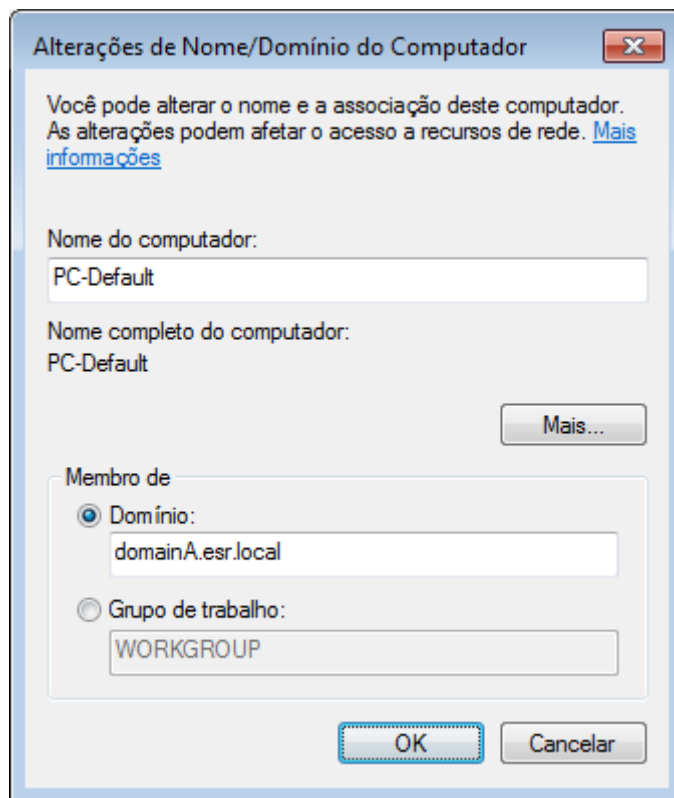 Alterações de Nome/Domínio do Computador
Você pode alterar o nome e a associação deste computador.
As alterações podem afetar o acesso a recursos de rede. Mais
informações
Nome do computador:
PC-Default
Nome completo do computador:
PC-Default
Mais...
Membro de
Domínio:
domainA.esr.local
Grupo de trabalho:
WORKGROUP
OK
Cancelar